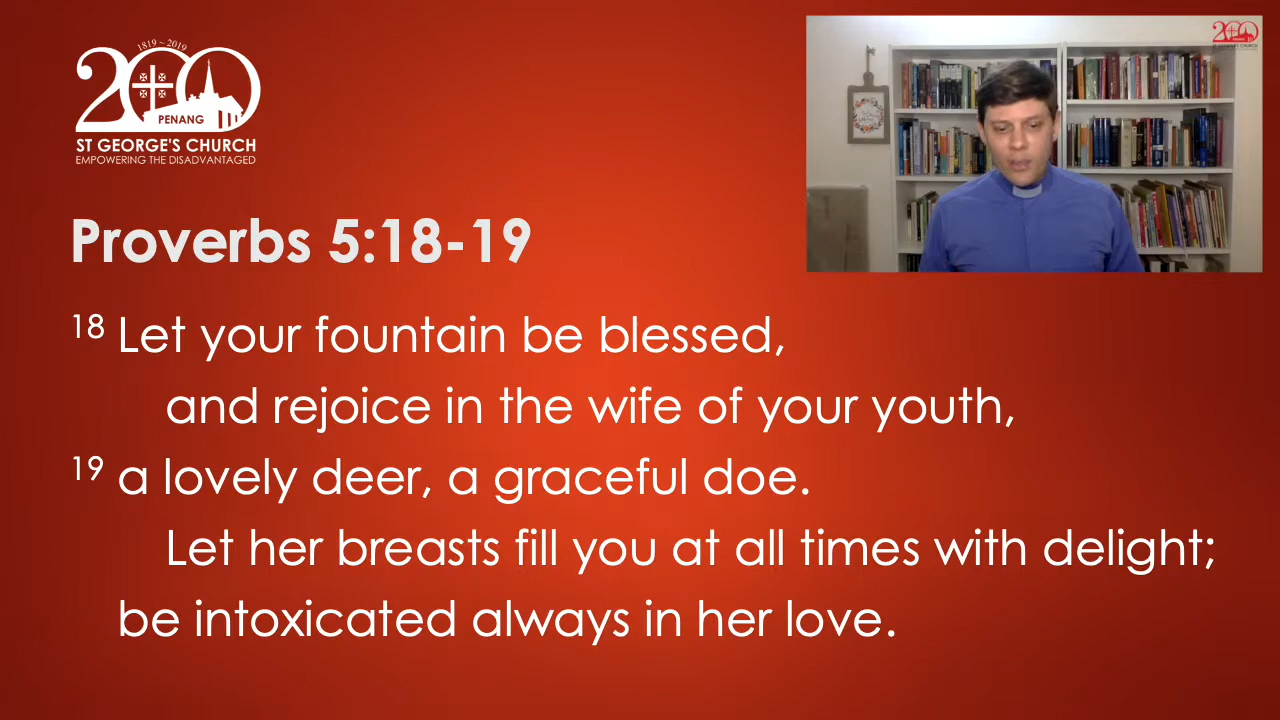 1819 ~ 2019
200
PENANG
ST GEORGE'S CHURCH
EMPOWERING THE DISADVANTAGED
Proverbs 5:18-19
18 Let your fountain be blessed,
and rejoice in the wife of your youth,
19 a lovely deer, a graceful doe.
Let her breasts fill you at all times with delight;
be intoxicated always in her love.